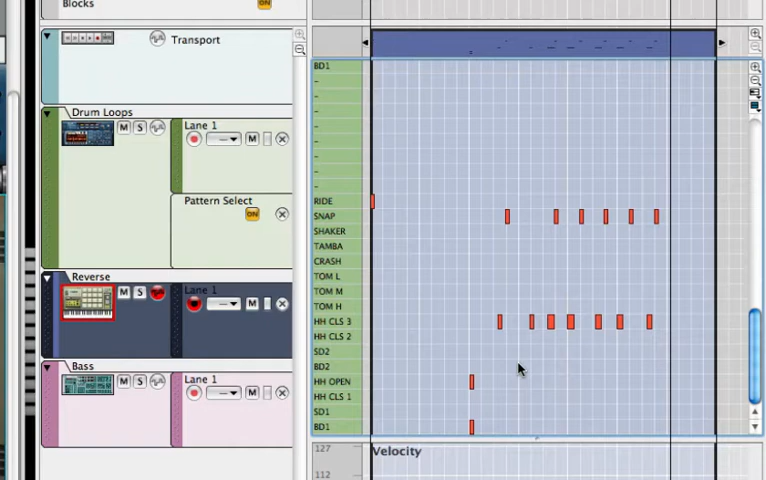 Blocks
ON
Transport
Drum Loops
M S
Lane 1
M
Pattern Select
ON
Reverse
M S
Lane 1
M
Bass
M S
Lane 1
M
BD1
RIDE
SNAP
SHAKER
TAMBA
CRASH
TOM L
TOM M
TOM H
HH CLS 3
HH CLS 2
SD2
BD2
HH OPEN
HH CLS 1
SD1
BD1
127
Velocity
112